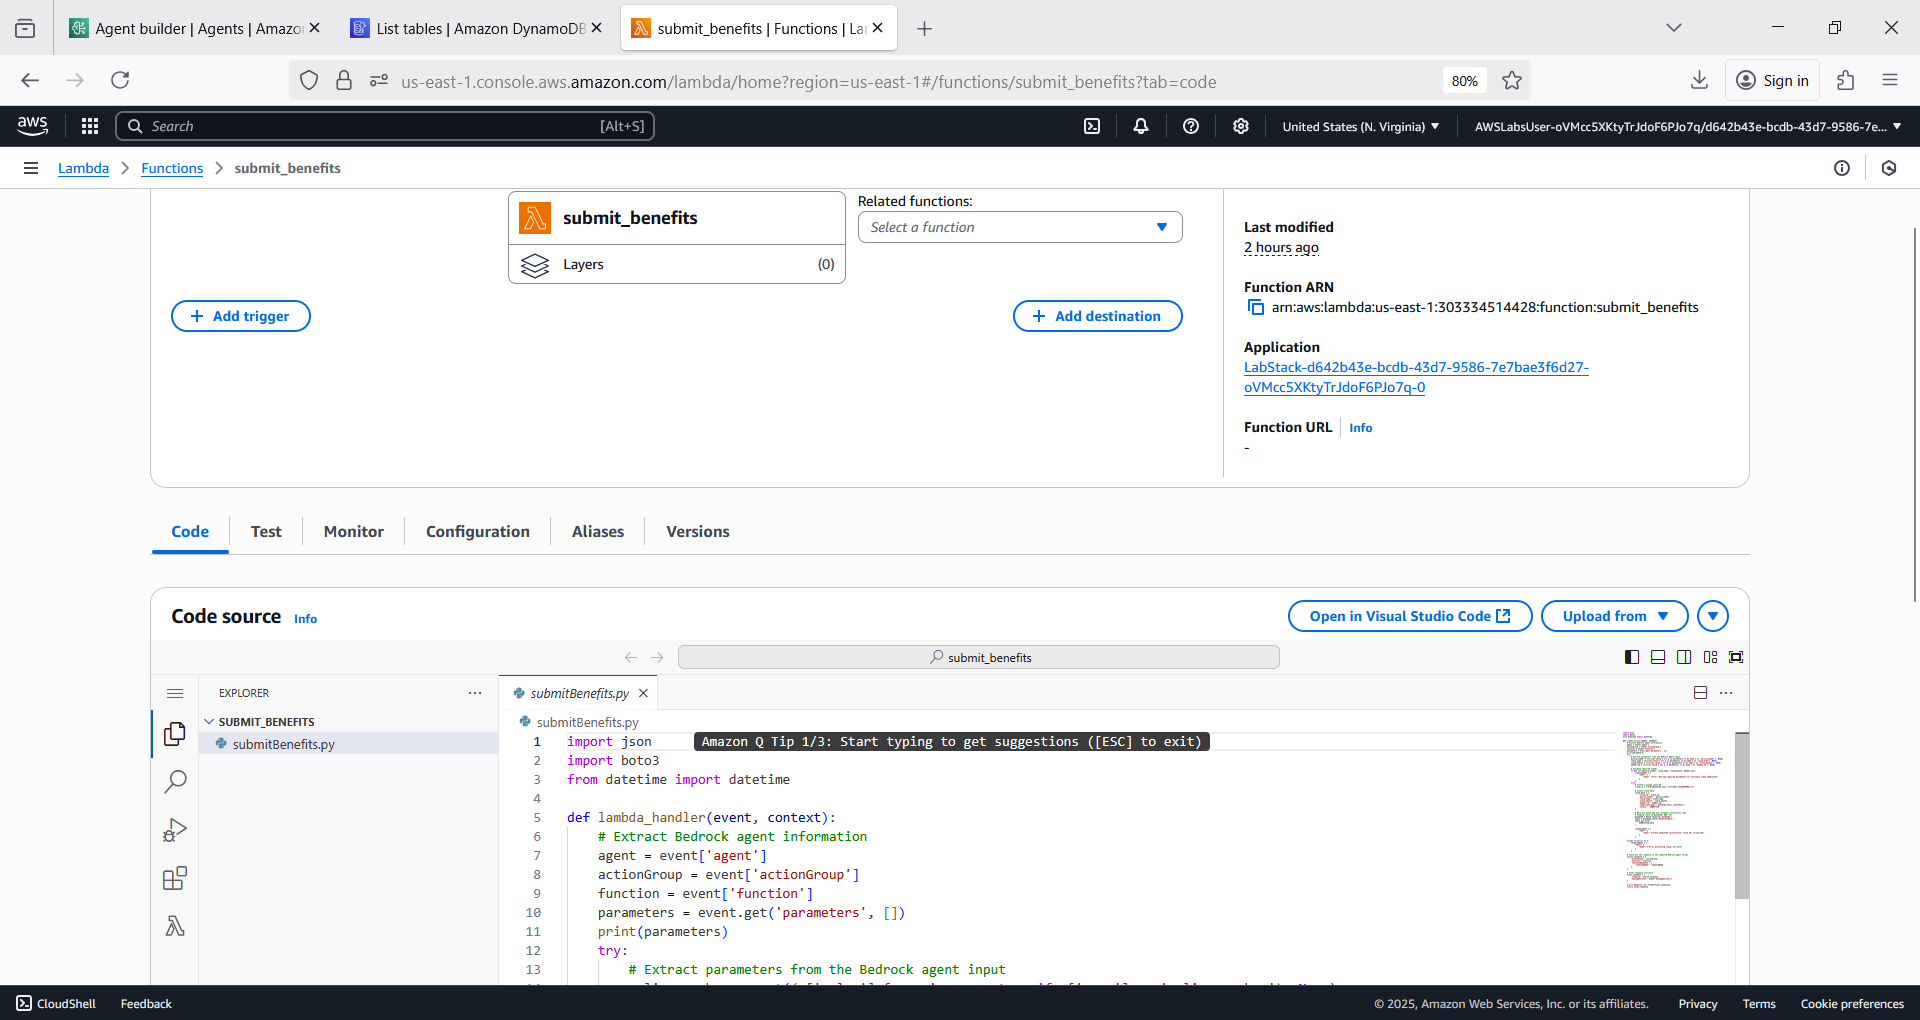 Agent builder | Agents | Amazon
List tables | Amazon DynamoDB
submit_benefits | Functions | La
us-east-1.console.aws.amazon.com/lambda/home?region=us-east-1#/functions/submit_benefits?tab=code
80%
Sign in
aws
Search
[Alt+S]
United States (N. Virginia)
AWSLabsUser-oVMcc5XKtyTrJdoF6PJo7q/d642b43e-bcdb-43d7-9586-7e...
Lambda
Functions
submit_benefits
submit_benefits
Layers
(0)
Related functions:
Select a function
Add trigger
Add destination
Last modified
2 hours ago
Function ARN
arn:aws:lambda:us-east-1:303334514428:function:submit_benefits
Application
LabStack-d642b43e-bcdb-43d7-9586-7e7bae3f6d27-
oVMcc5XKtyTrJdoF6PJo7q-0
Function URL
Info
-
Code
Test
Monitor
Configuration
Aliases
Versions
Code source
Info
Open in Visual Studio Code
Upload from
submit_benefits
EXPLORER
SUBMIT_BENEFITS
submitBenefits.py
submitBenefits.py
submitBenefits.py
1 import json
Amazon Q Tip 1/3: Start typing to get suggestions ([ESC] to exit)
2 import boto3
3 from datetime import datetime
4
5 def lambda_handler(event, context):
6 # Extract Bedrock agent information
7 agent = event['agent']
8 actionGroup = event['actionGroup']
9 function = event['function']
10 parameters = event.get('parameters', [])
11 print(parameters)
12 try:
13 # Extract parameters from the Bedrock agent input
CloudShell
Feedback
© 2025, Amazon Web Services, Inc. or its affiliates.
Privacy
Terms
Cookie preferences